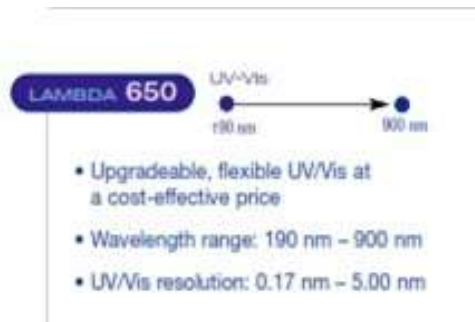 UV-Vis
LAMBDA 650
190 nm
900 nm
• Upgradeable, flexible UV/Vis at
a cost-effective price
• Wavelength range: 190 nm – 900 nm
• UV/Vis resolution: 0.17 nm – 5.00 nm